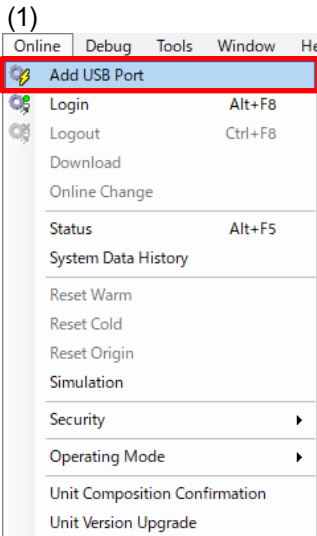 (1)
Online Debug Tools Window He
Add USB Port
Login Alt+F8
Logout Ctrl+F8
Download
Online Change
Status Alt+F5
System Data History
Reset Warm
Reset Cold
Reset Origin
Simulation
Security
Operating Mode
Unit Composition Confirmation
Unit Version Upgrade